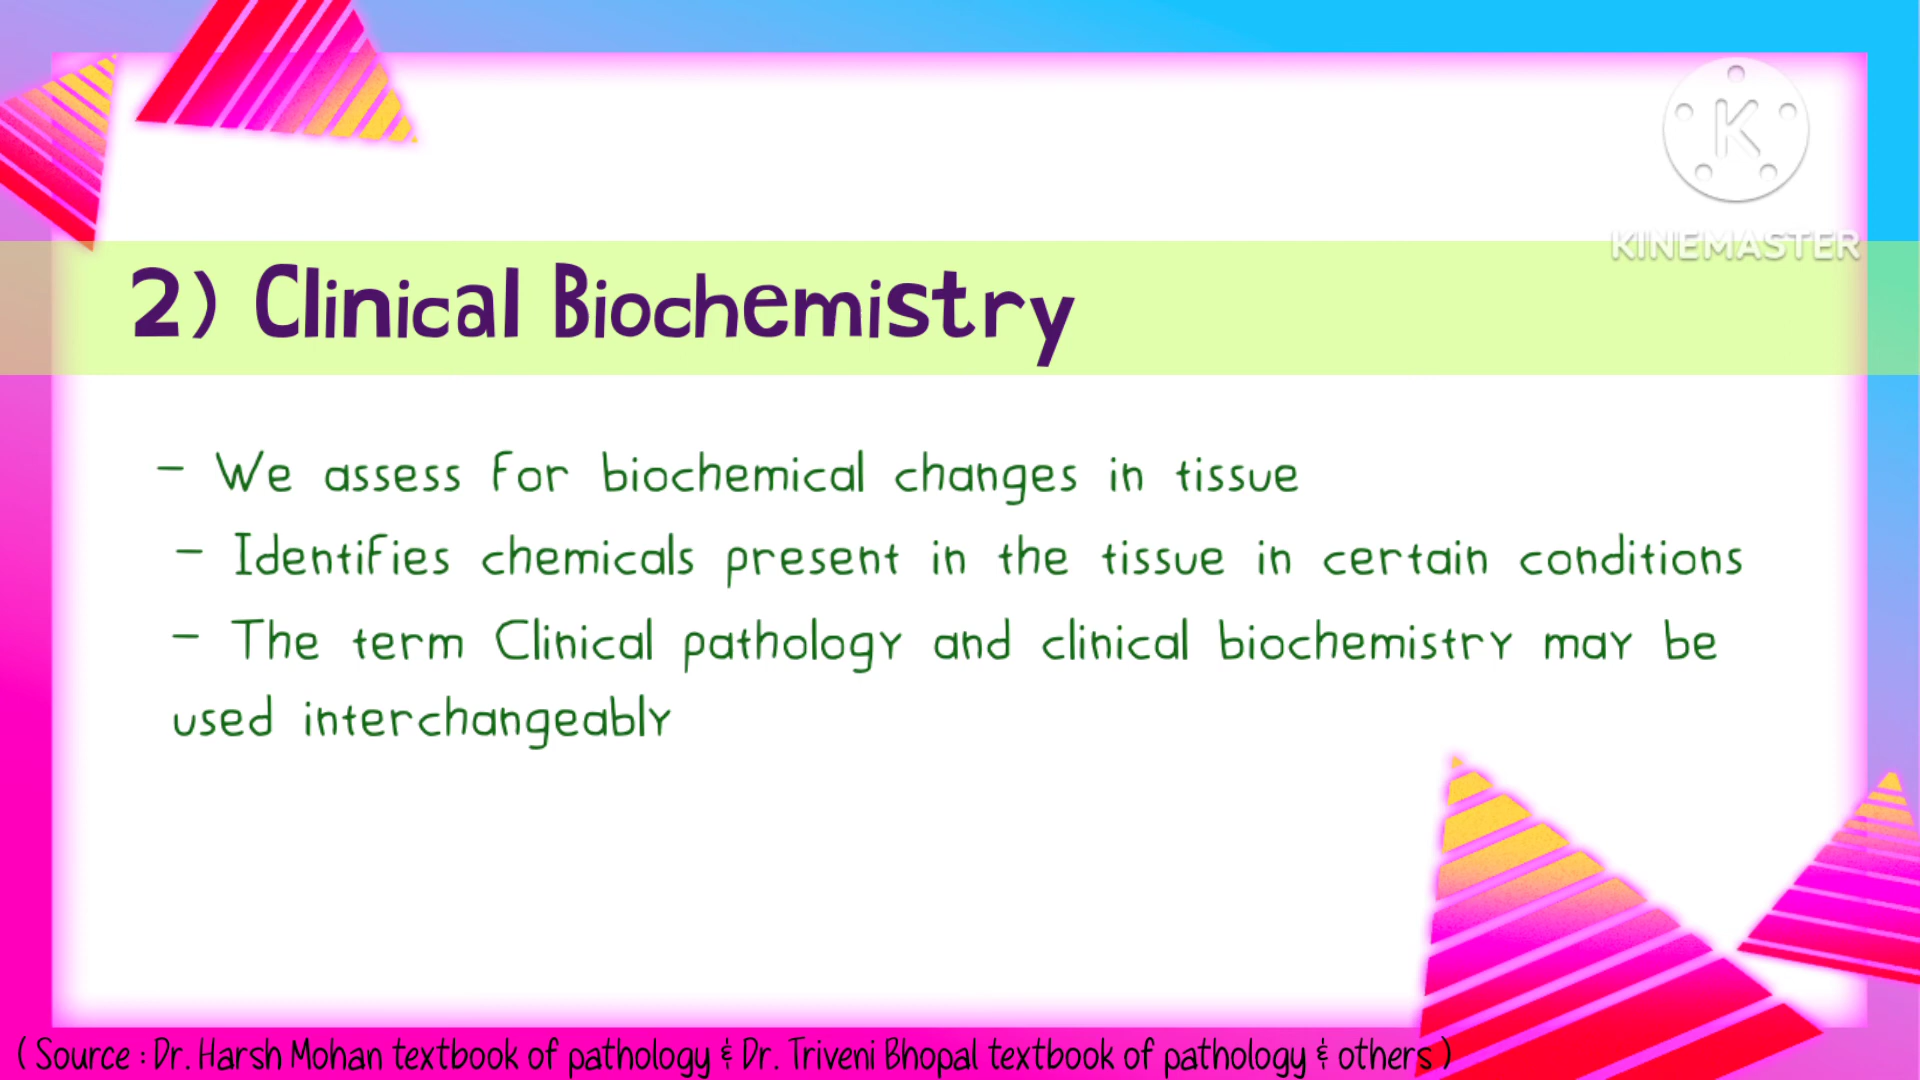 K
KINEMASTER
2) Clinical Biochemistry
- We assess for biochemical changes in tissue
- Identifies chemicals present in the tissue in certain conditions
- The term Clinical pathology and clinical biochemistry may be
used interchangeably
( Source : Dr. Harsh Mohan textbook of pathology & Dr. Triveni Bhopal textbook of pathology & others )